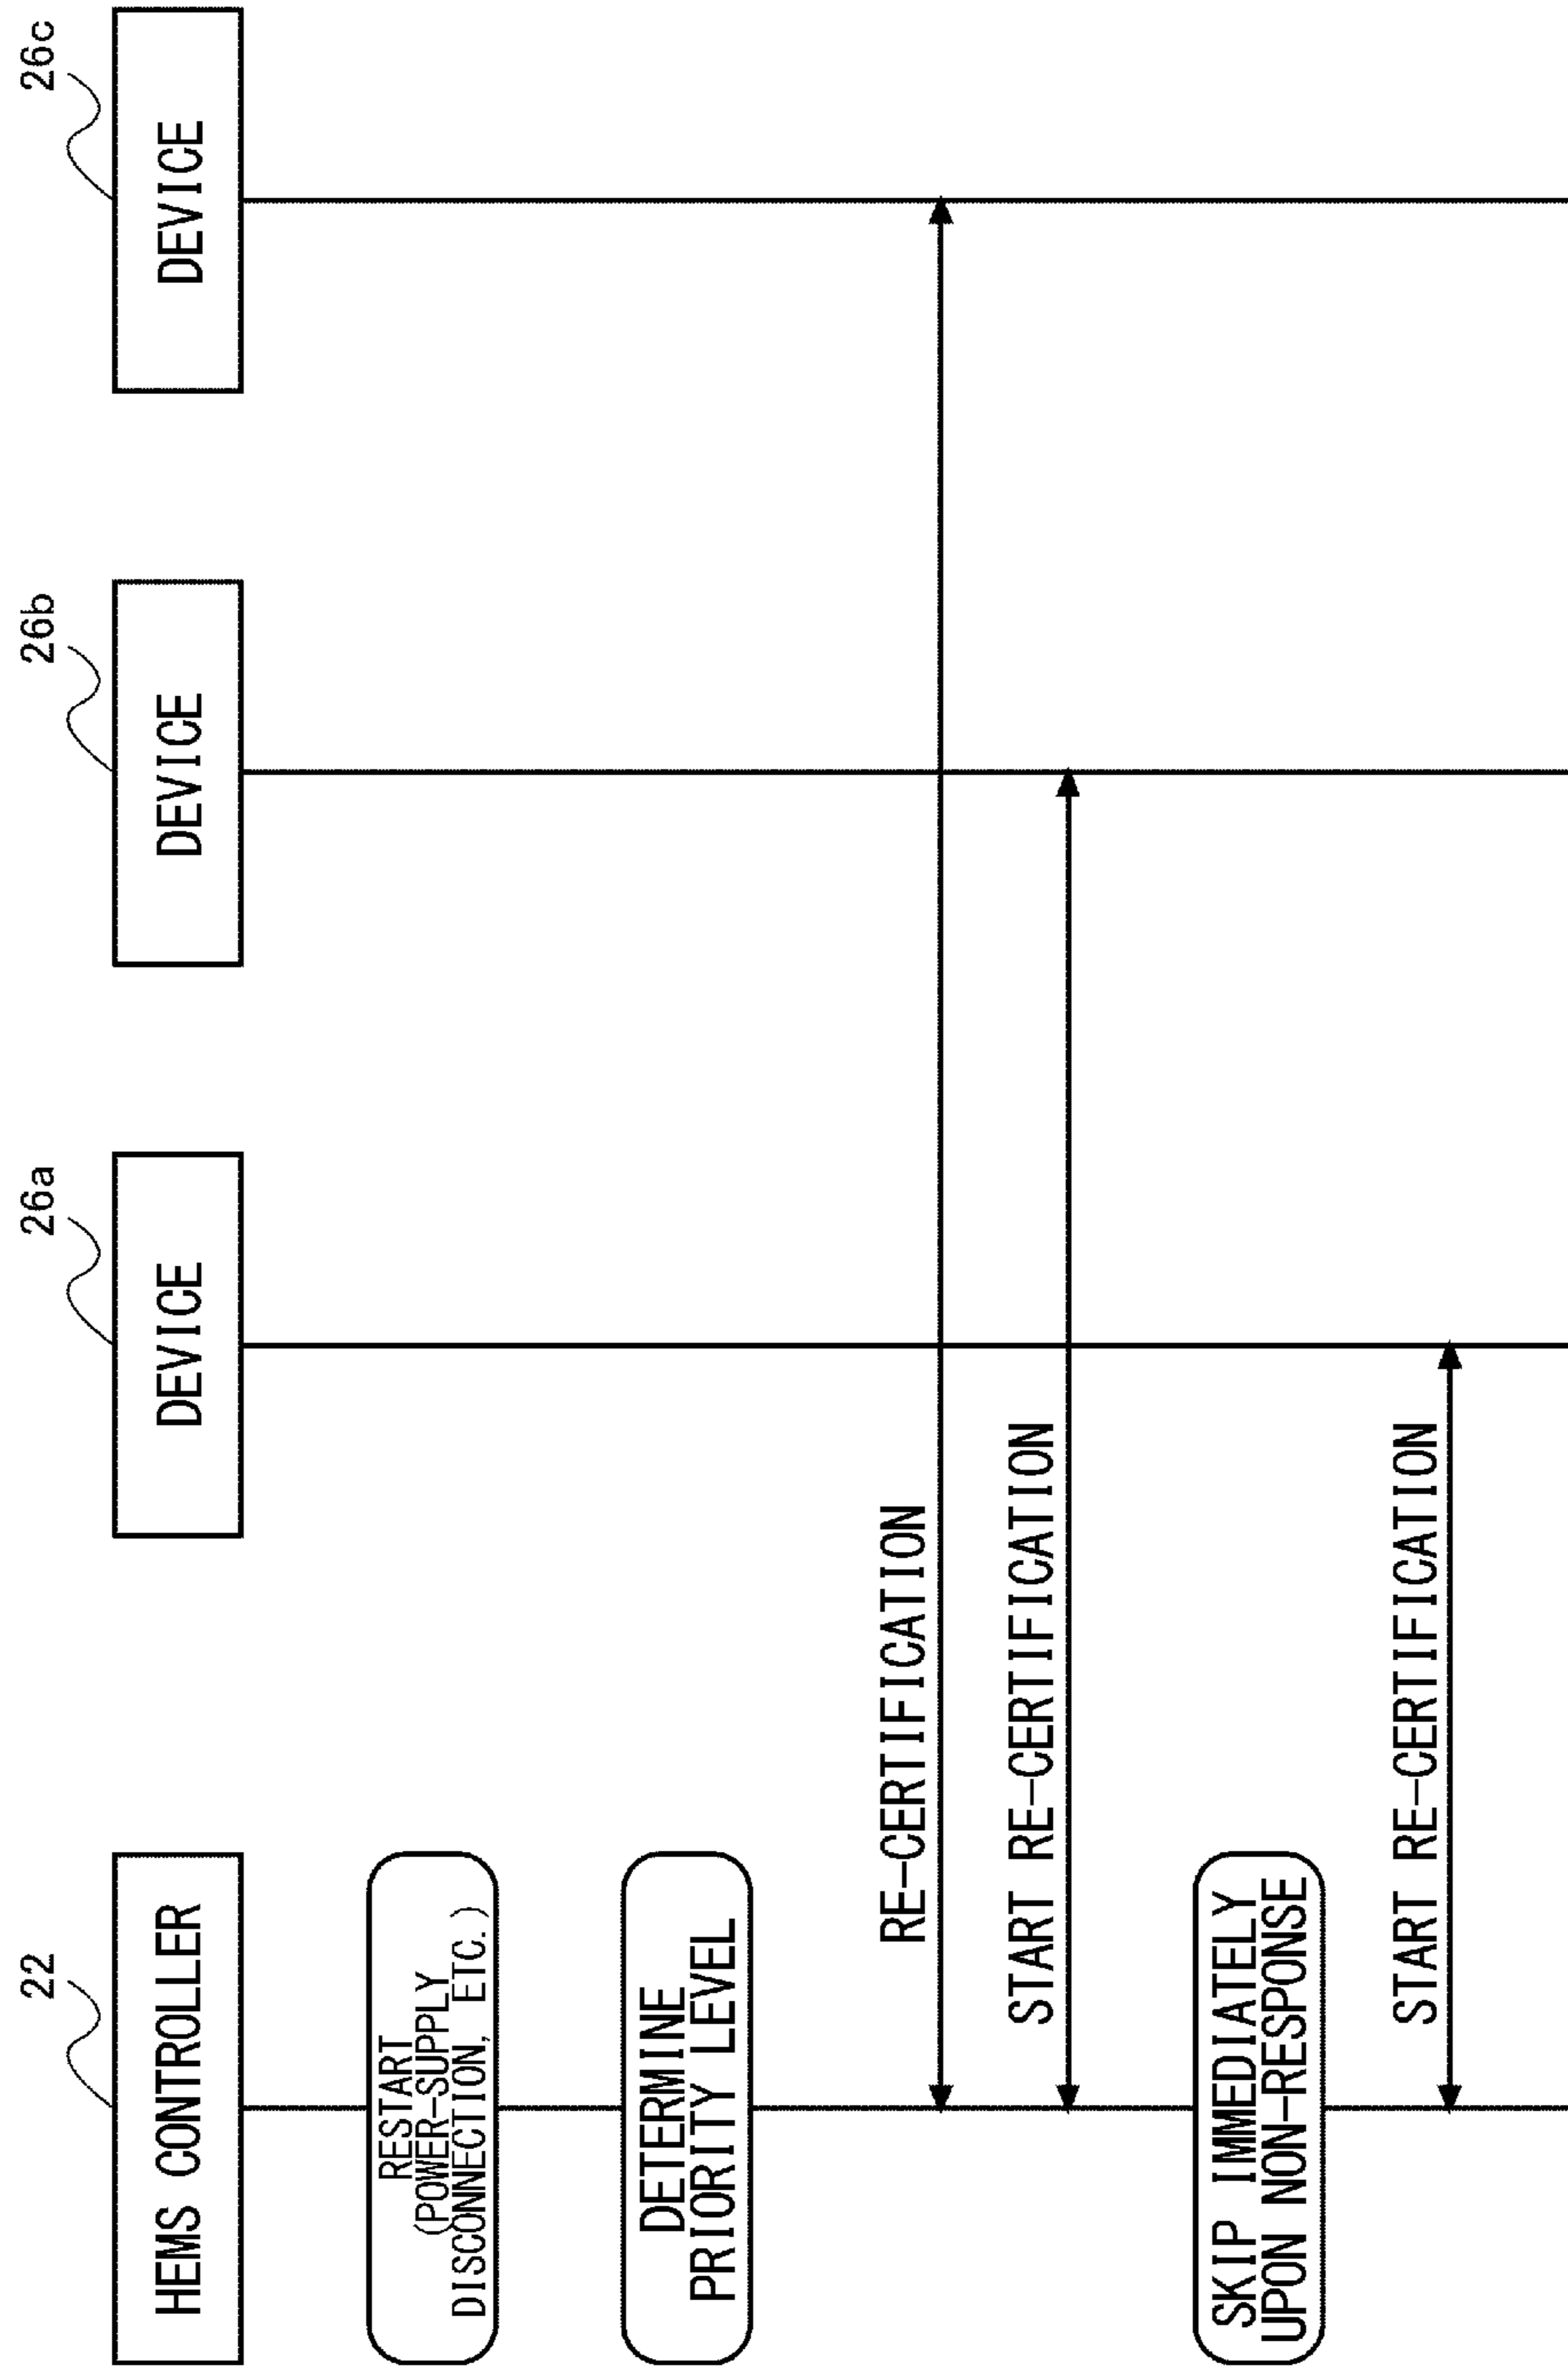 22
26a
26b
26c
HEMS CONTROLLER
DEVICE
DEVICE
DEVICE
RESTART
(POWER-SUPPLY
DISCONNECTION, ETC.)
DETERMINE
PRIORITY LEVEL
RE-CERTIFICATION
START RE-CERTIFICATION
SKIP IMMEDIATELY
UPON NON-RESPONSE
START RE-CERTIFICATION